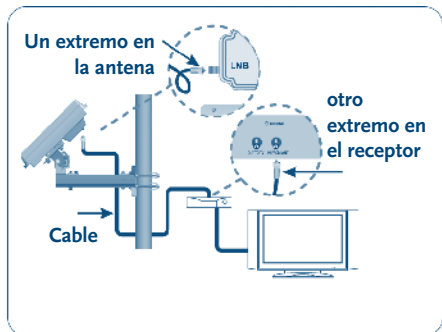 Un extremo en
la antena
LNB
otro
extremo en
el receptor
Cable